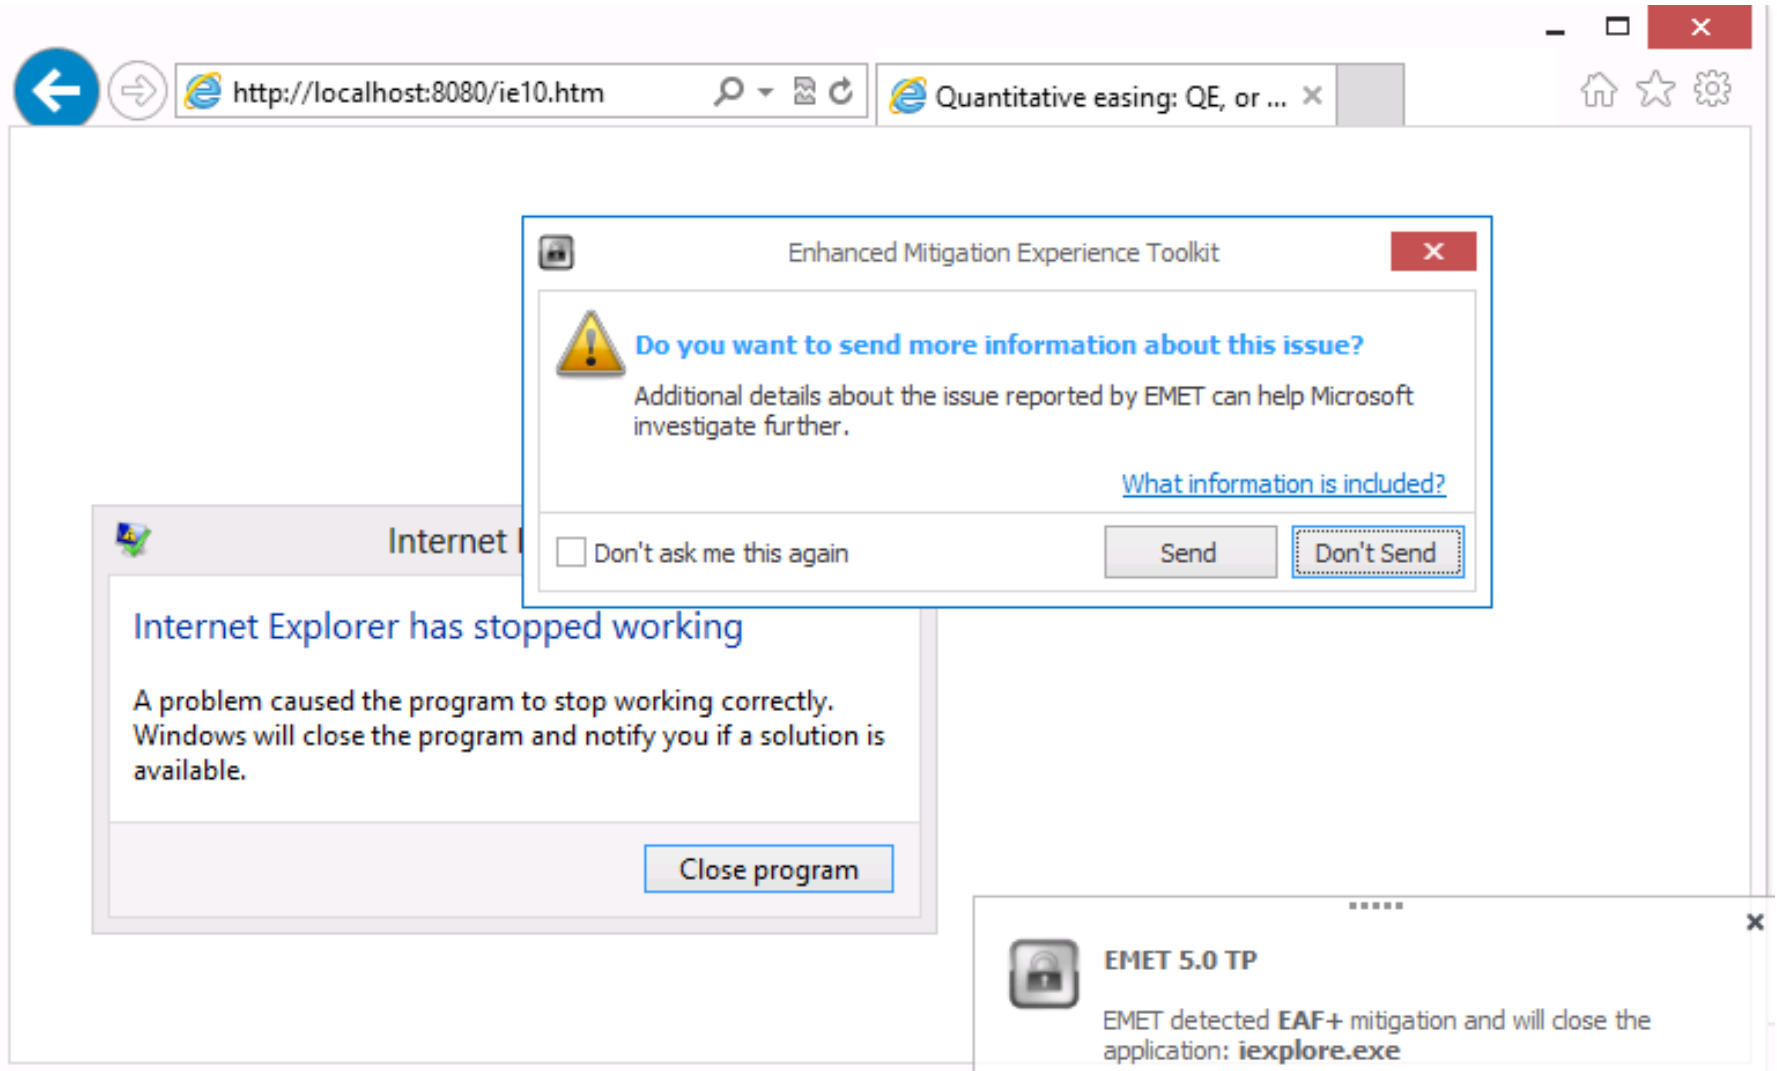 http://localhost:8080/ie10.htm
Quantitative easing: QE, or ...
Enhanced Mitigation Experience Toolkit
Do you want to send more information about this issue?
Additional details about the issue reported by EMET can help Microsoft
investigate further.
What information is included?
Don't ask me this again
Send
Don't Send
Internet
Internet Explorer has stopped working
A problem caused the program to stop working correctly.
Windows will close the program and notify you if a solution is
available.
Close program
EMET 5.0 TP
EMET detected EAF+ mitigation and will close the
application: iexplore.exe